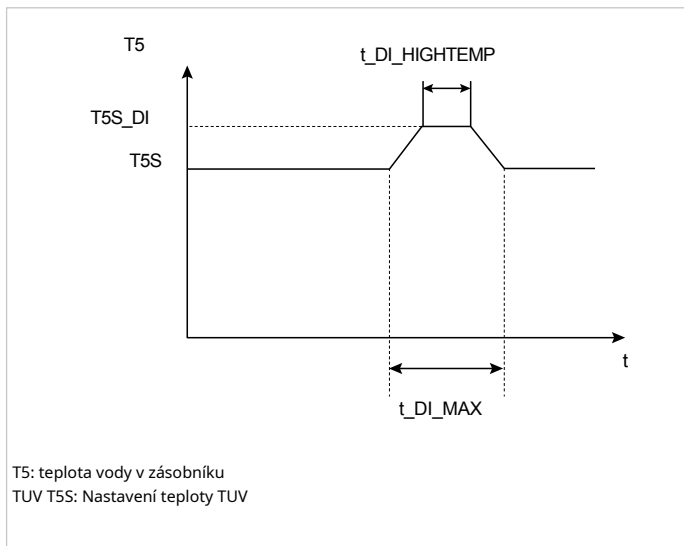 T5
t_DI_HIGHTEMP
T5S_DI
T5S
t
t_DI_MAX
T5: teplota vody v zásobníku
TUV T5S: Nastavení teploty TUV